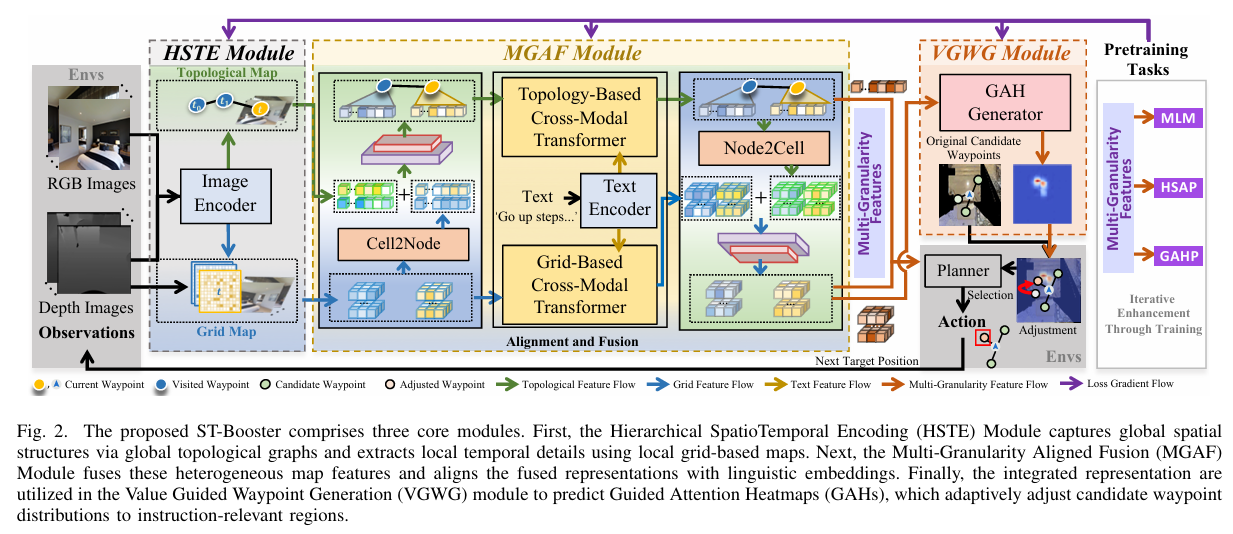 HSTE Module
MGAF Module
VGWG Module
Pretraining
Tasks
Envs
RGB Images
Depth Images
Observations
Topological Map
t
Image
Encoder
t
Grid Map
Cell2Node
Topology-Based
Cross-Modal
Transformer
Text
'Go up steps...'
Text
Encoder
Grid-Based
Cross-Modal
Transformer
Node2Cell
Alignment and Fusion
Multi-Granularity
Features
Next Target Position
GAH
Generator
Original Candidate
Waypoints
Planner
Selection
Action
Adjustment
Envs
Multi-Granularity
Features
MLM
HSAP
GAHP
Iterative
Enhancement
Through Training
Current Waypoint
Visited Waypoint
Candidate Waypoint
Adjusted Waypoint
Topological Feature Flow
Grid Feature Flow
Text Feature Flow
Multi-Granularity Feature Flow
Loss Gradient Flow
Fig. 2. The proposed ST-Booster comprises three core modules. First, the Hierarchical SpatioTemporal Encoding (HSTE) Module captures global spatial
structures via global topological graphs and extracts local temporal details using local grid-based maps. Next, the Multi-Granularity Aligned Fusion (MGAF)
Module fuses these heterogeneous map features and aligns the fused representations with linguistic embeddings. Finally, the integrated representation are
utilized in the Value Guided Waypoint Generation (VGWG) module to predict Guided Attention Heatmaps (GAHs), which adaptively adjust candidate waypoint
distributions to instruction-relevant regions.